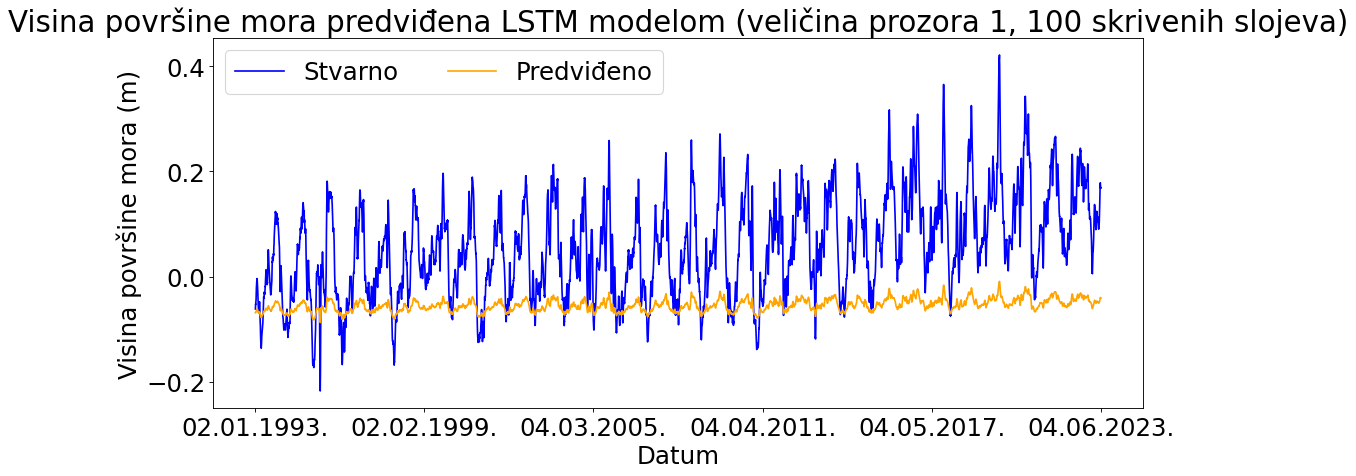 Visina površine mora predviđena LSTM modelom (veličina prozora 1, 100 skrivenih slojeva)
Stvarno Predviđeno
Visina površine mora (m)
0.4
0.2
0.0
−0.2
02.01.1993. 02.02.1999. 04.03.2005. 04.04.2011. 04.05.2017. 04.06.2023.
Datum